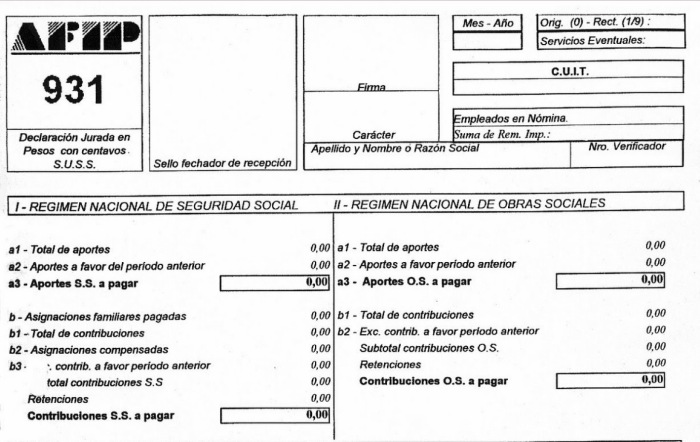 AFIP
931
Declaración Jurada en
Pesos con centavos.
S.U.S.S.
Sello fechador de recepción
Firma
Carácter
Mes - Año
Orig. (0) - Rect. (1/9) :
Servicios Eventuales:
C.U.I.T.
Empleados en Nómina.
Suma de Rem. Imp.:
Apellido y Nombre o Razón Social
Nro. Verificador
I - REGIMEN NACIONAL DE SEGURIDAD SOCIAL
a1 - Total de aportes 0,00
a2 - Aportes a favor del período anterior 0,00
a3 - Aportes S.S. a pagar 0,00
b - Asignaciones familiares pagadas 0,00
b1 - Total de contribuciones 0,00
b2 - Asignaciones compensadas 0,00
b3 - . contrib. a favor período anterior 0,00
total contribuciones S.S 0,00
Retenciones 0,00
Contribuciones S.S. a pagar 0,00
II - REGIMEN NACIONAL DE OBRAS SOCIALES
a1 - Total de aportes 0,00
a2 - Aportes a favor período anterior 0,00
a3 - Aportes O.S. a pagar 0,00
b1 - Total de contribuciones 0,00
b2 - Exc. contrib. a favor período anterior 0,00
Subtotal contribuciones O.S. 0,00
Retenciones 0,00
Contribuciones O.S. a pagar 0,00